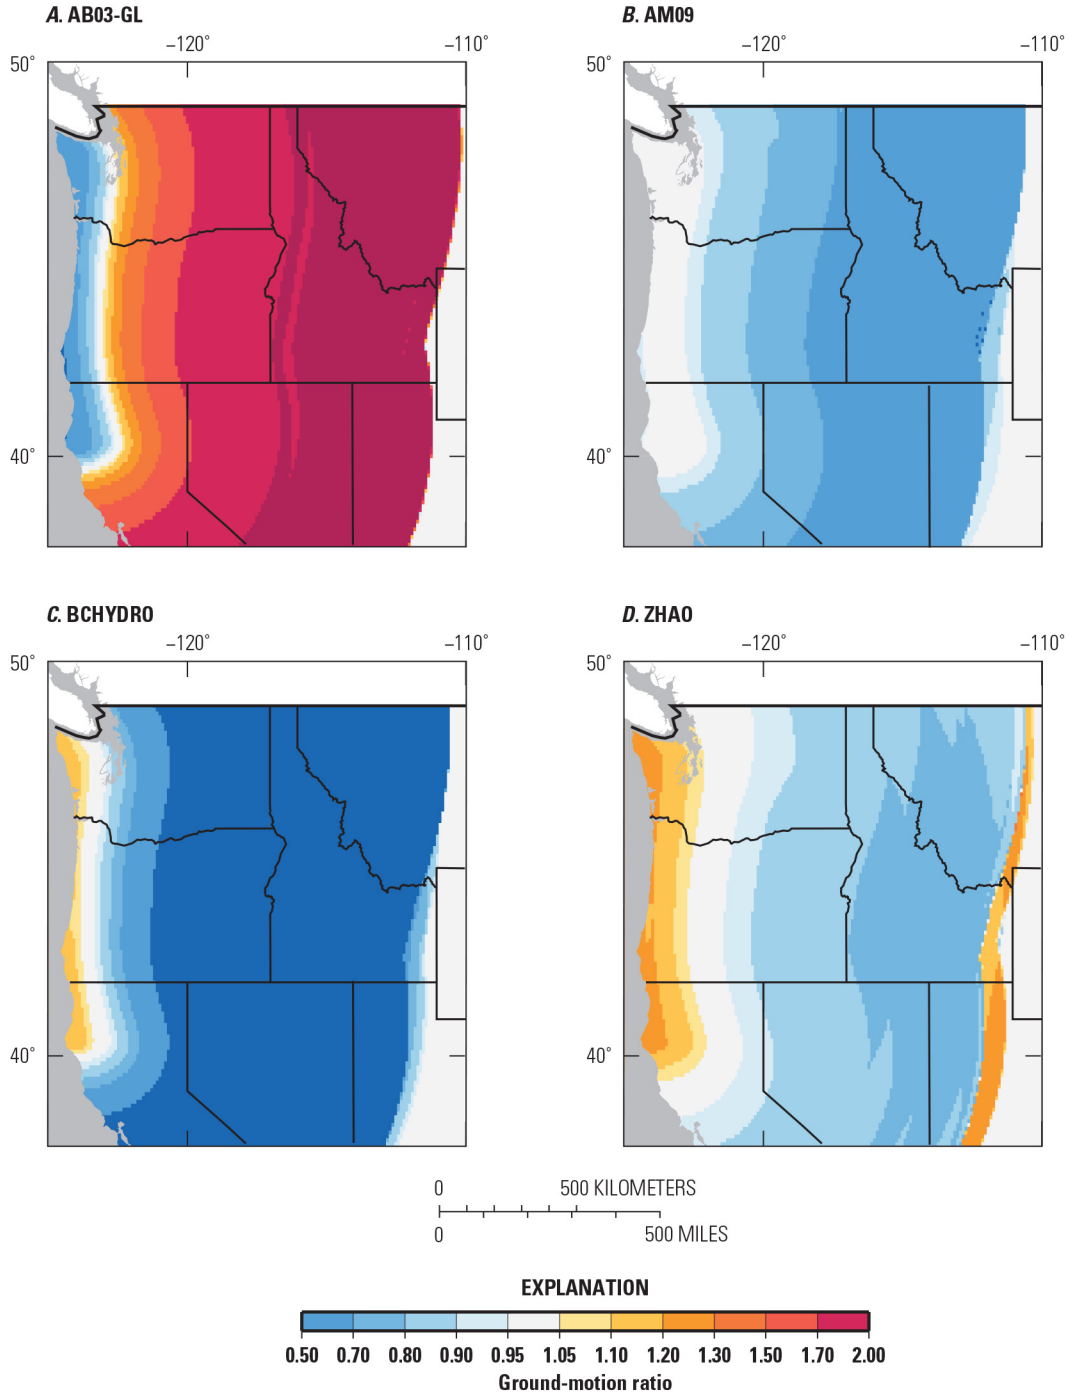 A. AB03-GL
B. AM09
−120°
−110°
−120°
−110°
50°
50°
40°
40°
C. BCHYDRO
D. ZHAO
−120°
−110°
−120°
−110°
50°
50°
40°
40°
0
500 KILOMETERS
0
500 MILES
EXPLANATION
0.50 0.70 0.80 0.90 0.95 1.05 1.10 1.20 1.30 1.50 1.70 2.00
Ground-motion ratio